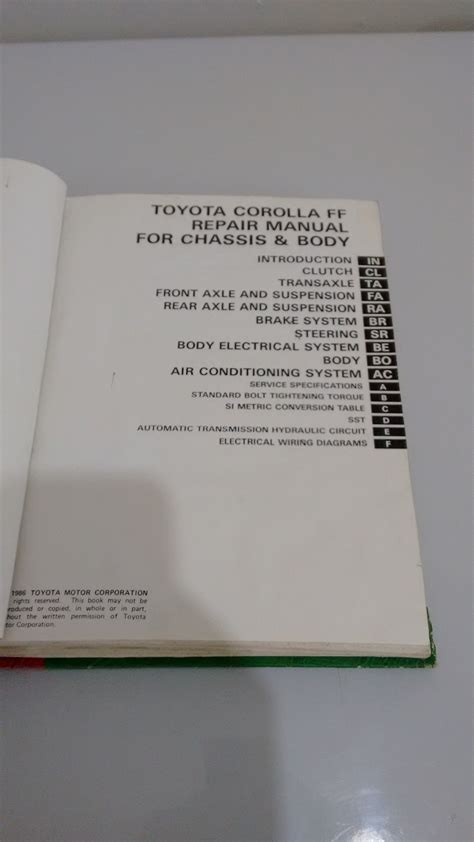 TOYOTA COROLLA FF
REPAIR MANUAL
FOR CHASSIS & BODY
INTRODUCTION IN
CLUTCH CL
TRANSAXLE TA
FRONT AXLE AND SUSPENSION FA
REAR AXLE AND SUSPENSION RA
BRAKE SYSTEM BR
STEERING SR
BODY ELECTRICAL SYSTEM BE
BODY BO
AIR CONDITIONING SYSTEM AC
SERVICE SPECIFICATIONS A
STANDARD BOLT TIGHTENING TORQUE B
SI METRIC CONVERSION TABLE C
SST D
AUTOMATIC TRANSMISSION HYDRAULIC CIRCUIT E
ELECTRICAL WIRING DIAGRAMS F
1986 TOYOTA MOTOR CORPORATION
rights reserved. This book may not be
roduced or copied, in whole or in part,
hout the written permission of Toyota
tor Corporation.